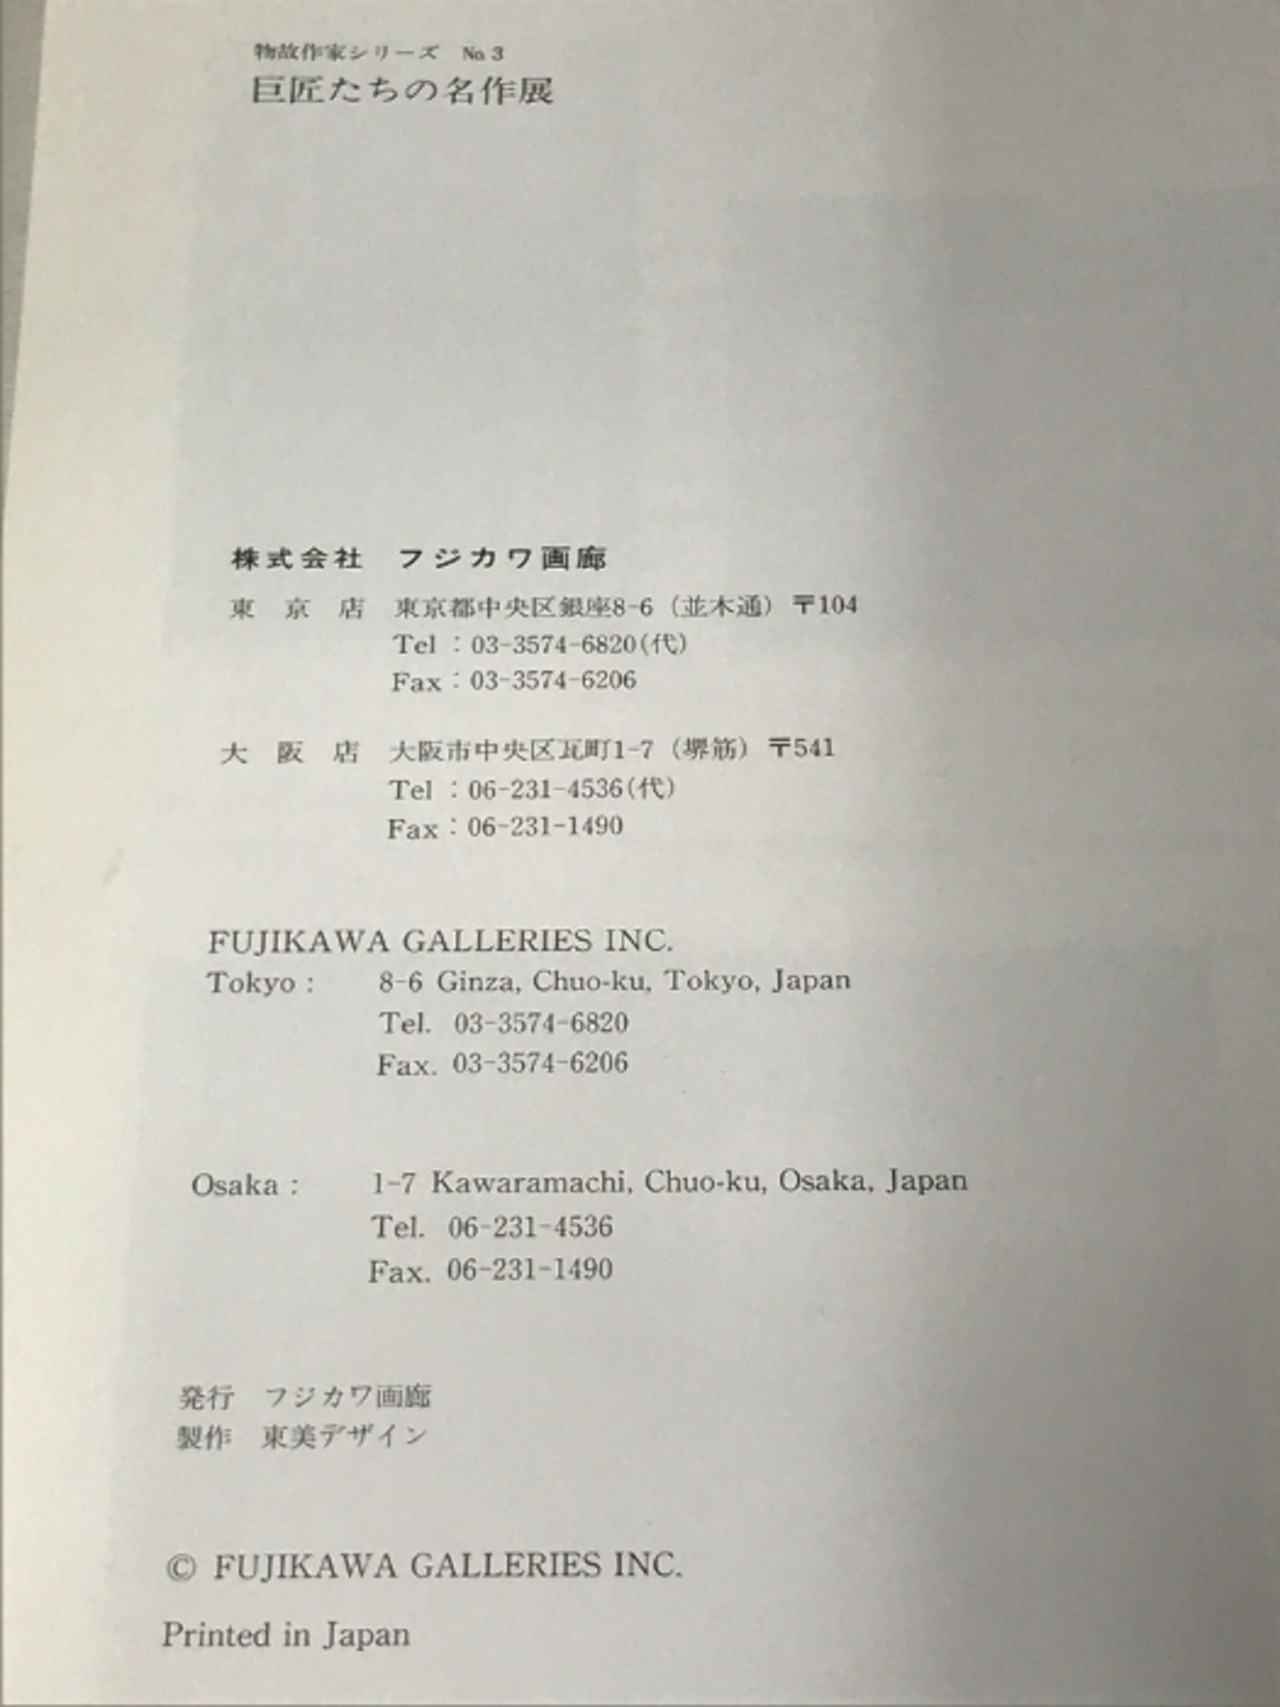 物故作家シリーズ No.3
巨匠たちの名作展
株式会社 フジカワ画廊
東京店 東京都中央区銀座8-6（並木通）〒104
Tel : 03-3574-6820(代)
Fax : 03-3574-6206
大阪店 大阪市中央区瓦町1-7（堺筋）〒541
Tel : 06-231-4536(代)
Fax : 06-231-1490
FUJIKAWA GALLERIES INC.
Tokyo : 8-6 Ginza, Chuo-ku, Tokyo, Japan
Tel. 03-3574-6820
Fax. 03-3574-6206
Osaka : 1-7 Kawaramachi, Chuo-ku, Osaka, Japan
Tel. 06-231-4536
Fax. 06-231-1490
発行 フジカワ画廊
製作 東美デザイン
© FUJIKAWA GALLERIES INC.
Printed in Japan